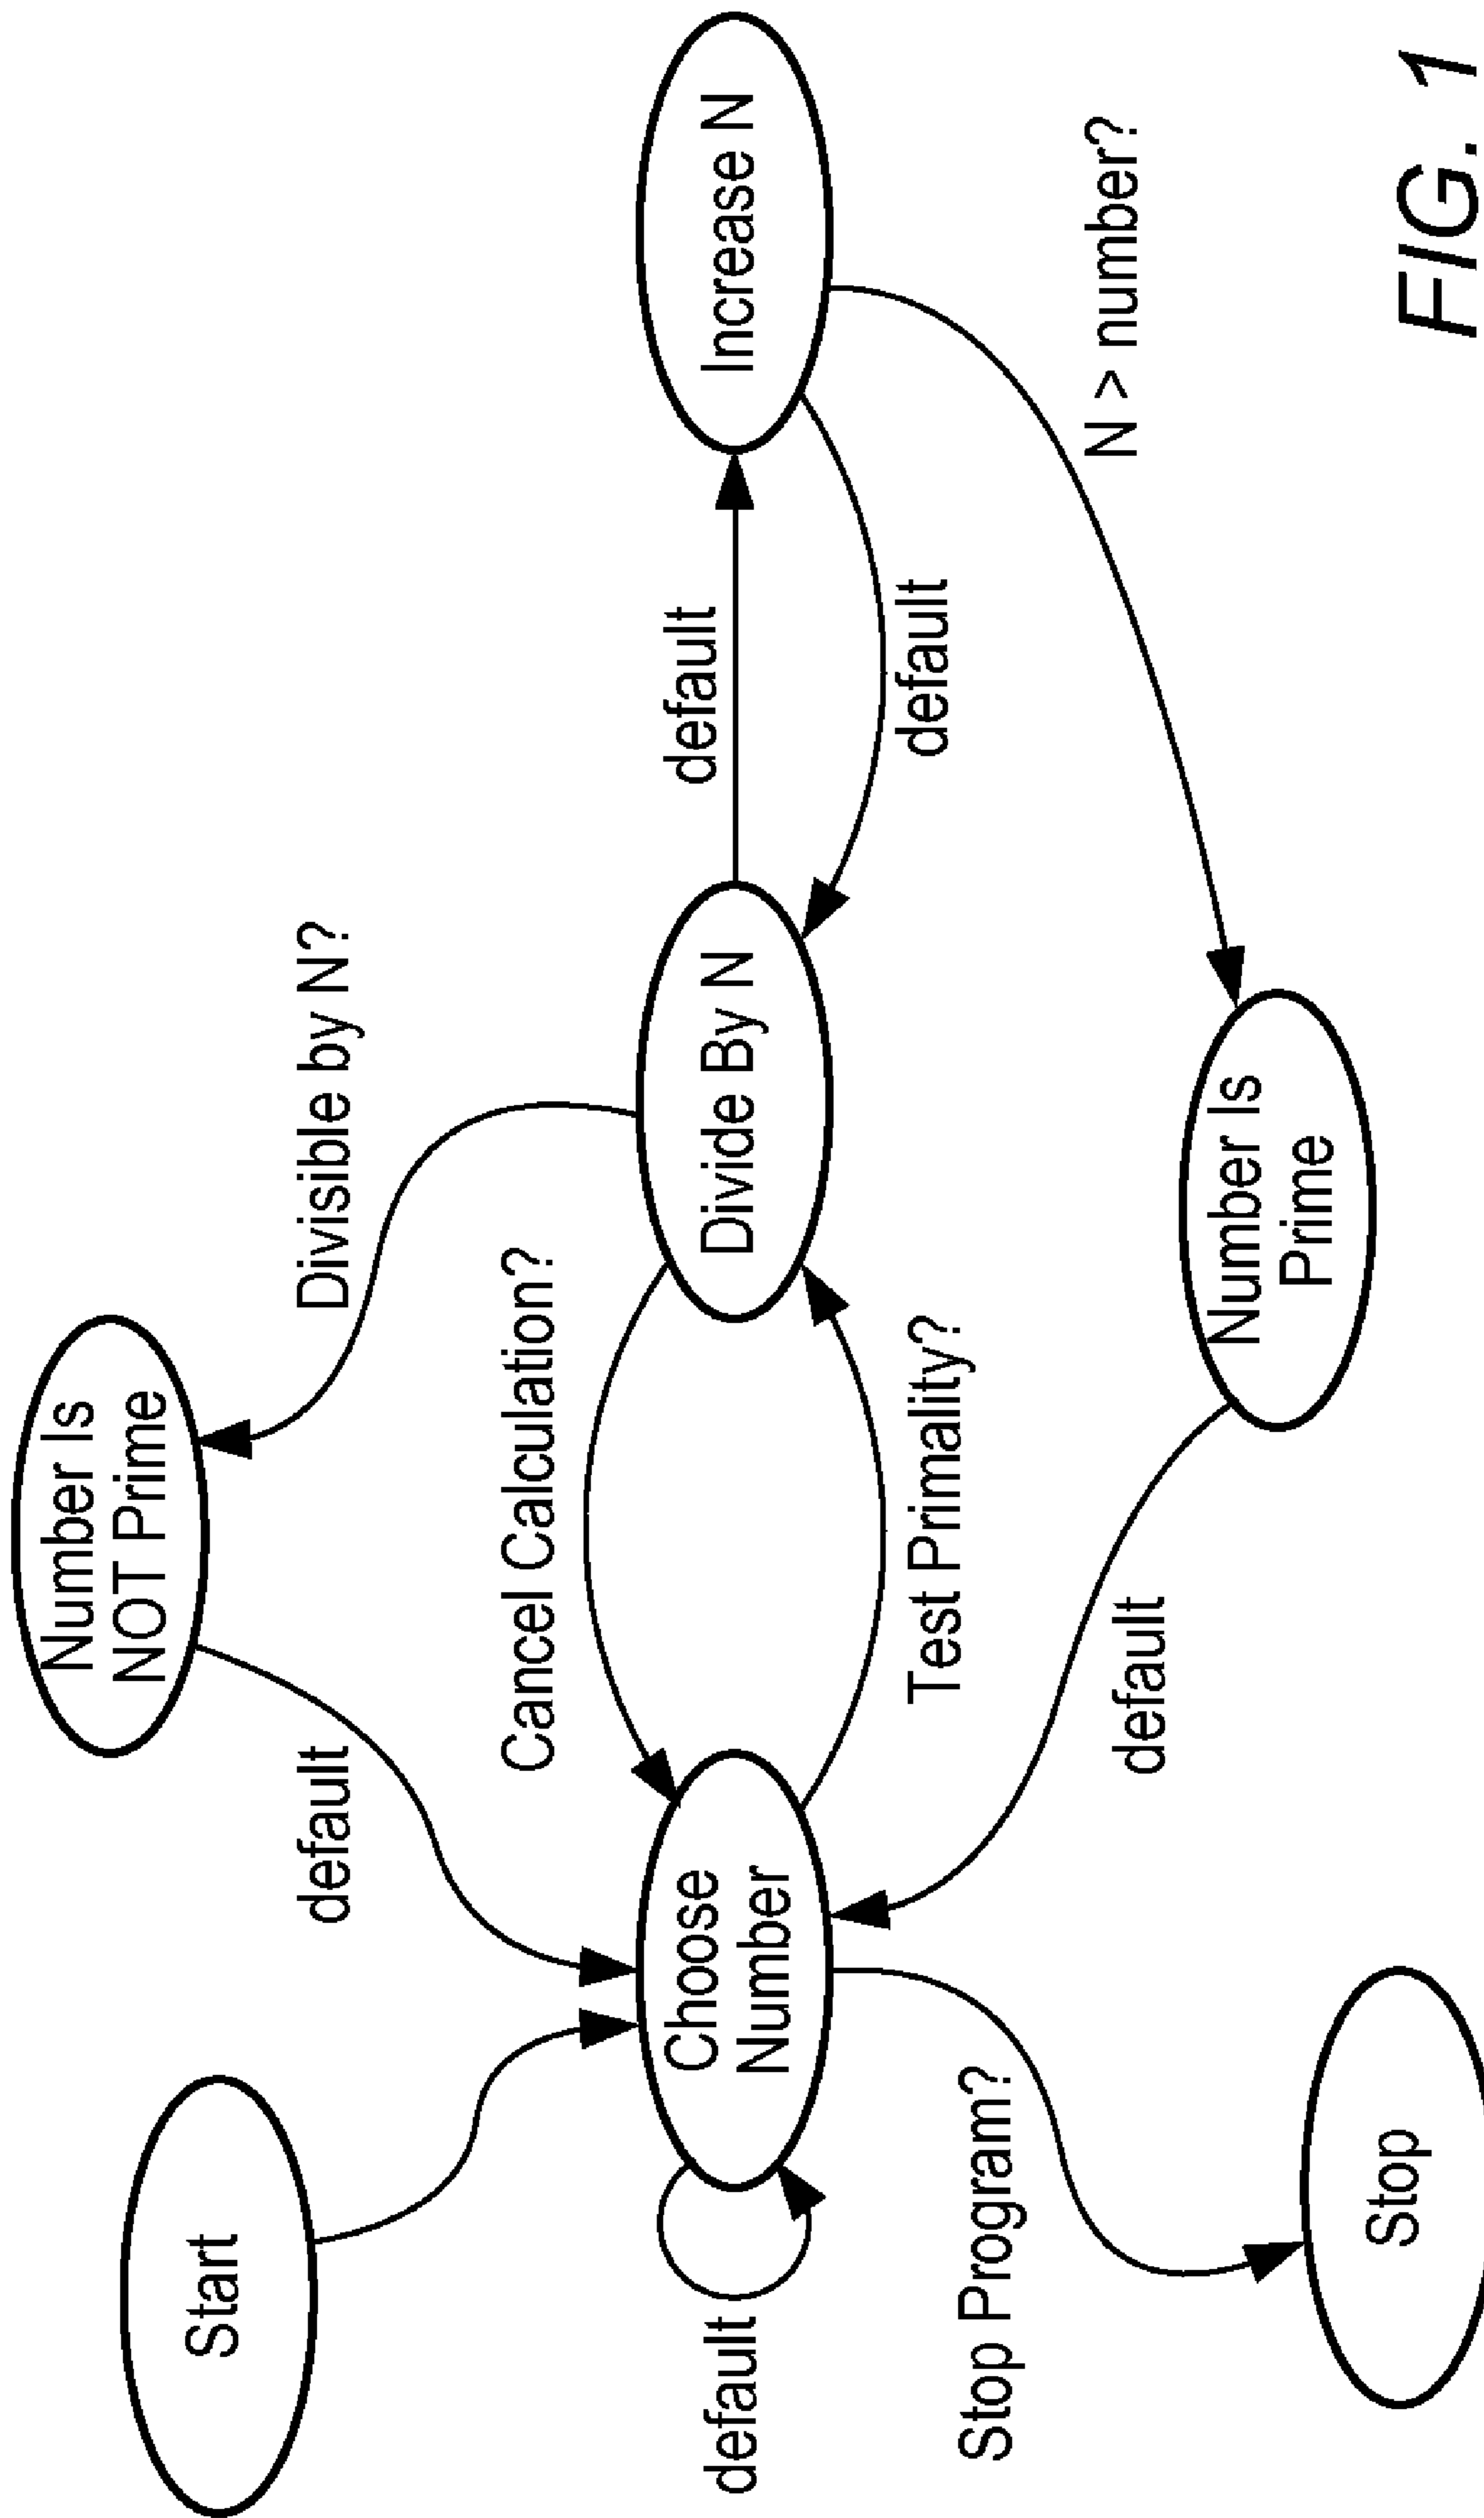 Number Is
NOT Prime
Start
default
Divisible by N?
Cancel Calculation?
default
Choose
Number
Divide By N
Increase N
default
default
Test Primality?
Stop Program?
default
N > number?
Number Is
Prime
Stop
FIG. 1